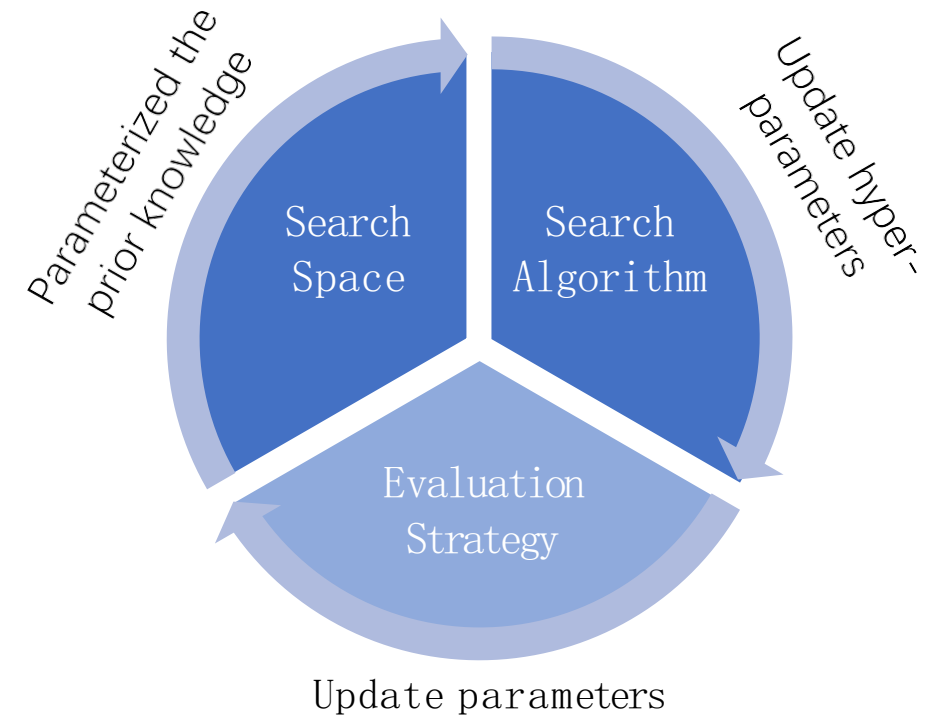 Parameterized the
prior knowledge
Search
Space
Search
Algorithm
Update hyper-
parameters
Evaluation
Strategy
Update parameters